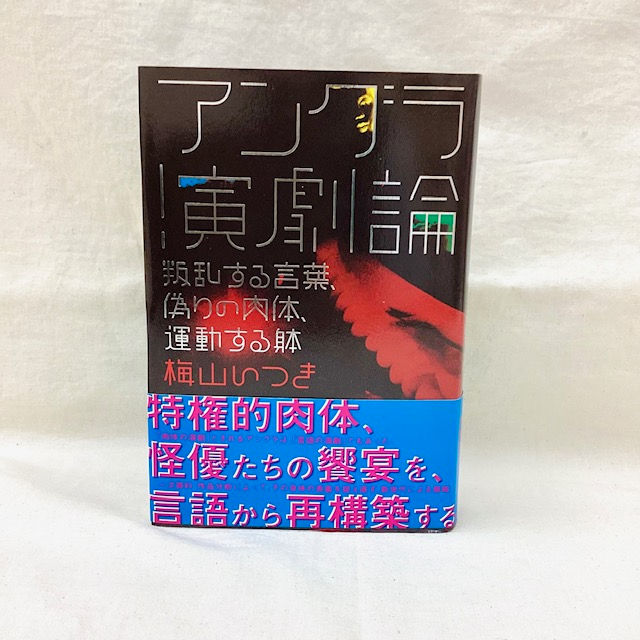 アングラ
演劇論
叛乱する言葉、
偽りの肉体、
運動する躰
梅山いつき
特権的肉体、
怪優たちの饗宴を、
言語から再構築する